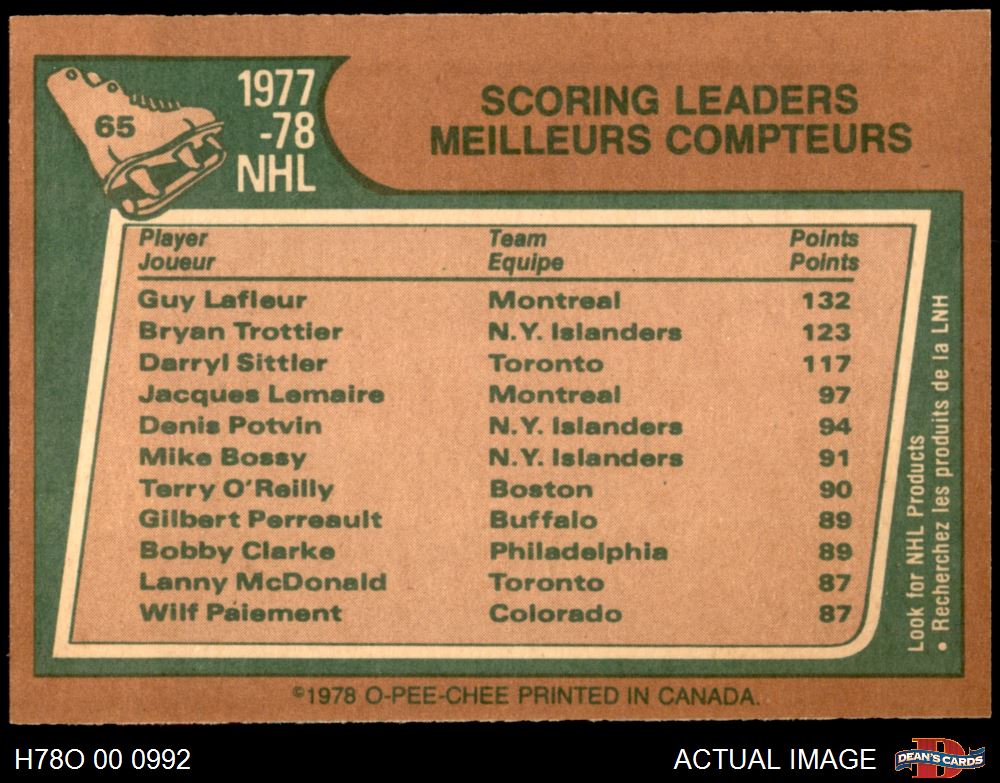 65
1977
-78
NHL
SCORING LEADERS
MEILLEURS COMPTEURS
Player Team Points
Joueur Equipe Points
Guy Lafleur Montreal 132
Bryan Trottier N.Y. Islanders 123
Darryl Sittler Toronto 117
Jacques Lemaire Montreal 97
Denis Potvin N.Y. Islanders 94
Mike Bossy N.Y. Islanders 91
Terry O'Reilly Boston 90
Gilbert Perreault Buffalo 89
Bobby Clarke Philadelphia 89
Lanny McDonald Toronto 87
Wilf Paiement Colorado 87
Look for NHL Products
• Recherchez les produits de la LNH
©1978 O-PEE-CHEE PRINTED IN CANADA.
H78O 00 0992
ACTUAL IMAGE
D
DEAN'S CARDS